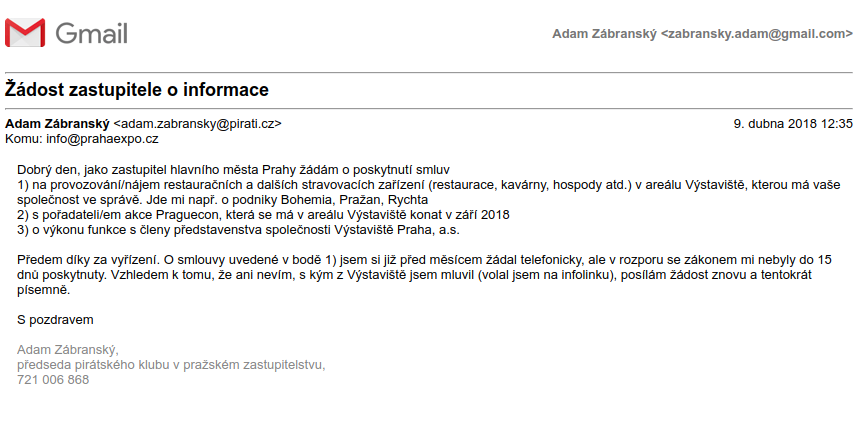 Gmail
Adam Zábranský <zabransky.adam@gmail.com>
Žádost zastupitele o informace
Adam Zábranský <adam.zabransky@pirati.cz>
9. dubna 2018 12:35
Komu: info@prahaexpo.cz
Dobrý den, jako zastupitel hlavního města Prahy žádám o poskytnutí smluv
1) na provozování/nájem restauračních a dalších stravovacích zařízení (restaurace, kavárny, hospody atd.) v areálu Výstaviště, kterou má vaše
společnost ve správě. Jde mi např. o podniky Bohemia, Pražan, Rychta
2) s pořadateli/em akce Praguecon, která se má v areálu Výstaviště konat v září 2018
3) o výkonu funkce s členy představenstva společnosti Výstaviště Praha, a.s.
Předem díky za vyřízení. O smlouvy uvedené v bodě 1) jsem si již před měsícem žádal telefonicky, ale v rozporu se zákonem mi nebyly do 15
dnů poskytnuty. Vzhledem k tomu, že ani nevím, s kým z Výstaviště jsem mluvil (volal jsem na infolinku), posílám žádost znovu a tentokrát
písemně.
S pozdravem
Adam Zábranský,
předseda pirátského klubu v pražském zastupitelstvu,
721 006 868